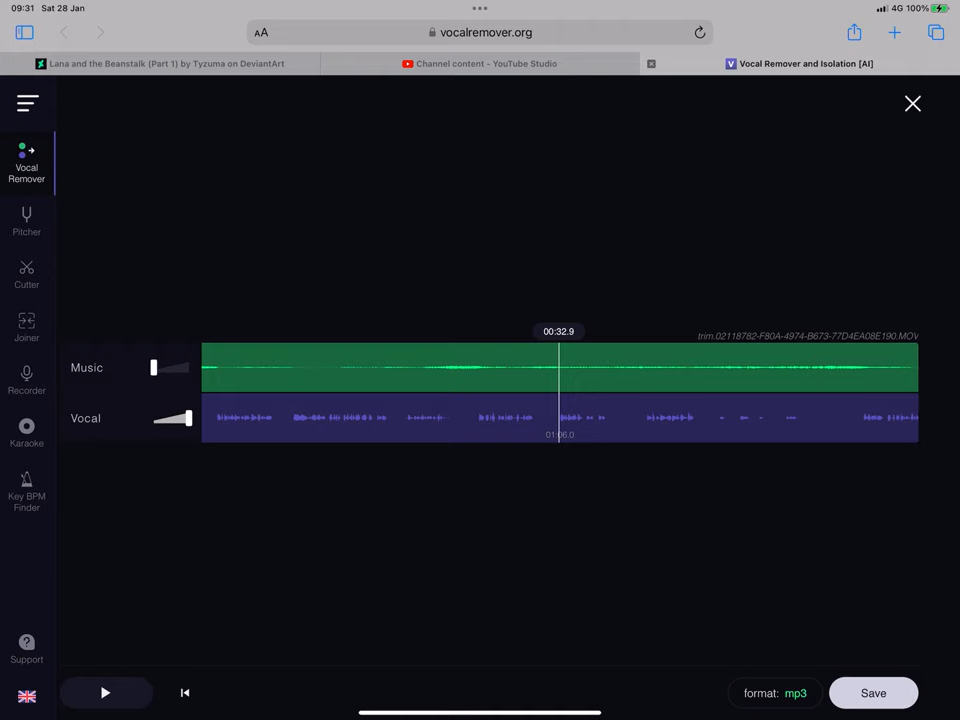 09:31 Sat 28 Jan
4G 100%
AA
vocalremover.org
Lana and the Beanstalk (Part 1) by Tyzuma on DeviantArt
Channel content - YouTube Studio
V Vocal Remover and Isolation [AI]
Vocal
Remover
Pitcher
Cutter
Joiner
Recorder
Karaoke
Key BPM
Finder
Support
00:32.9
trim.02118782-F80A-4974-B673-77D4EA08E190.MOV
Music
Vocal
01:06.0
format: mp3
Save